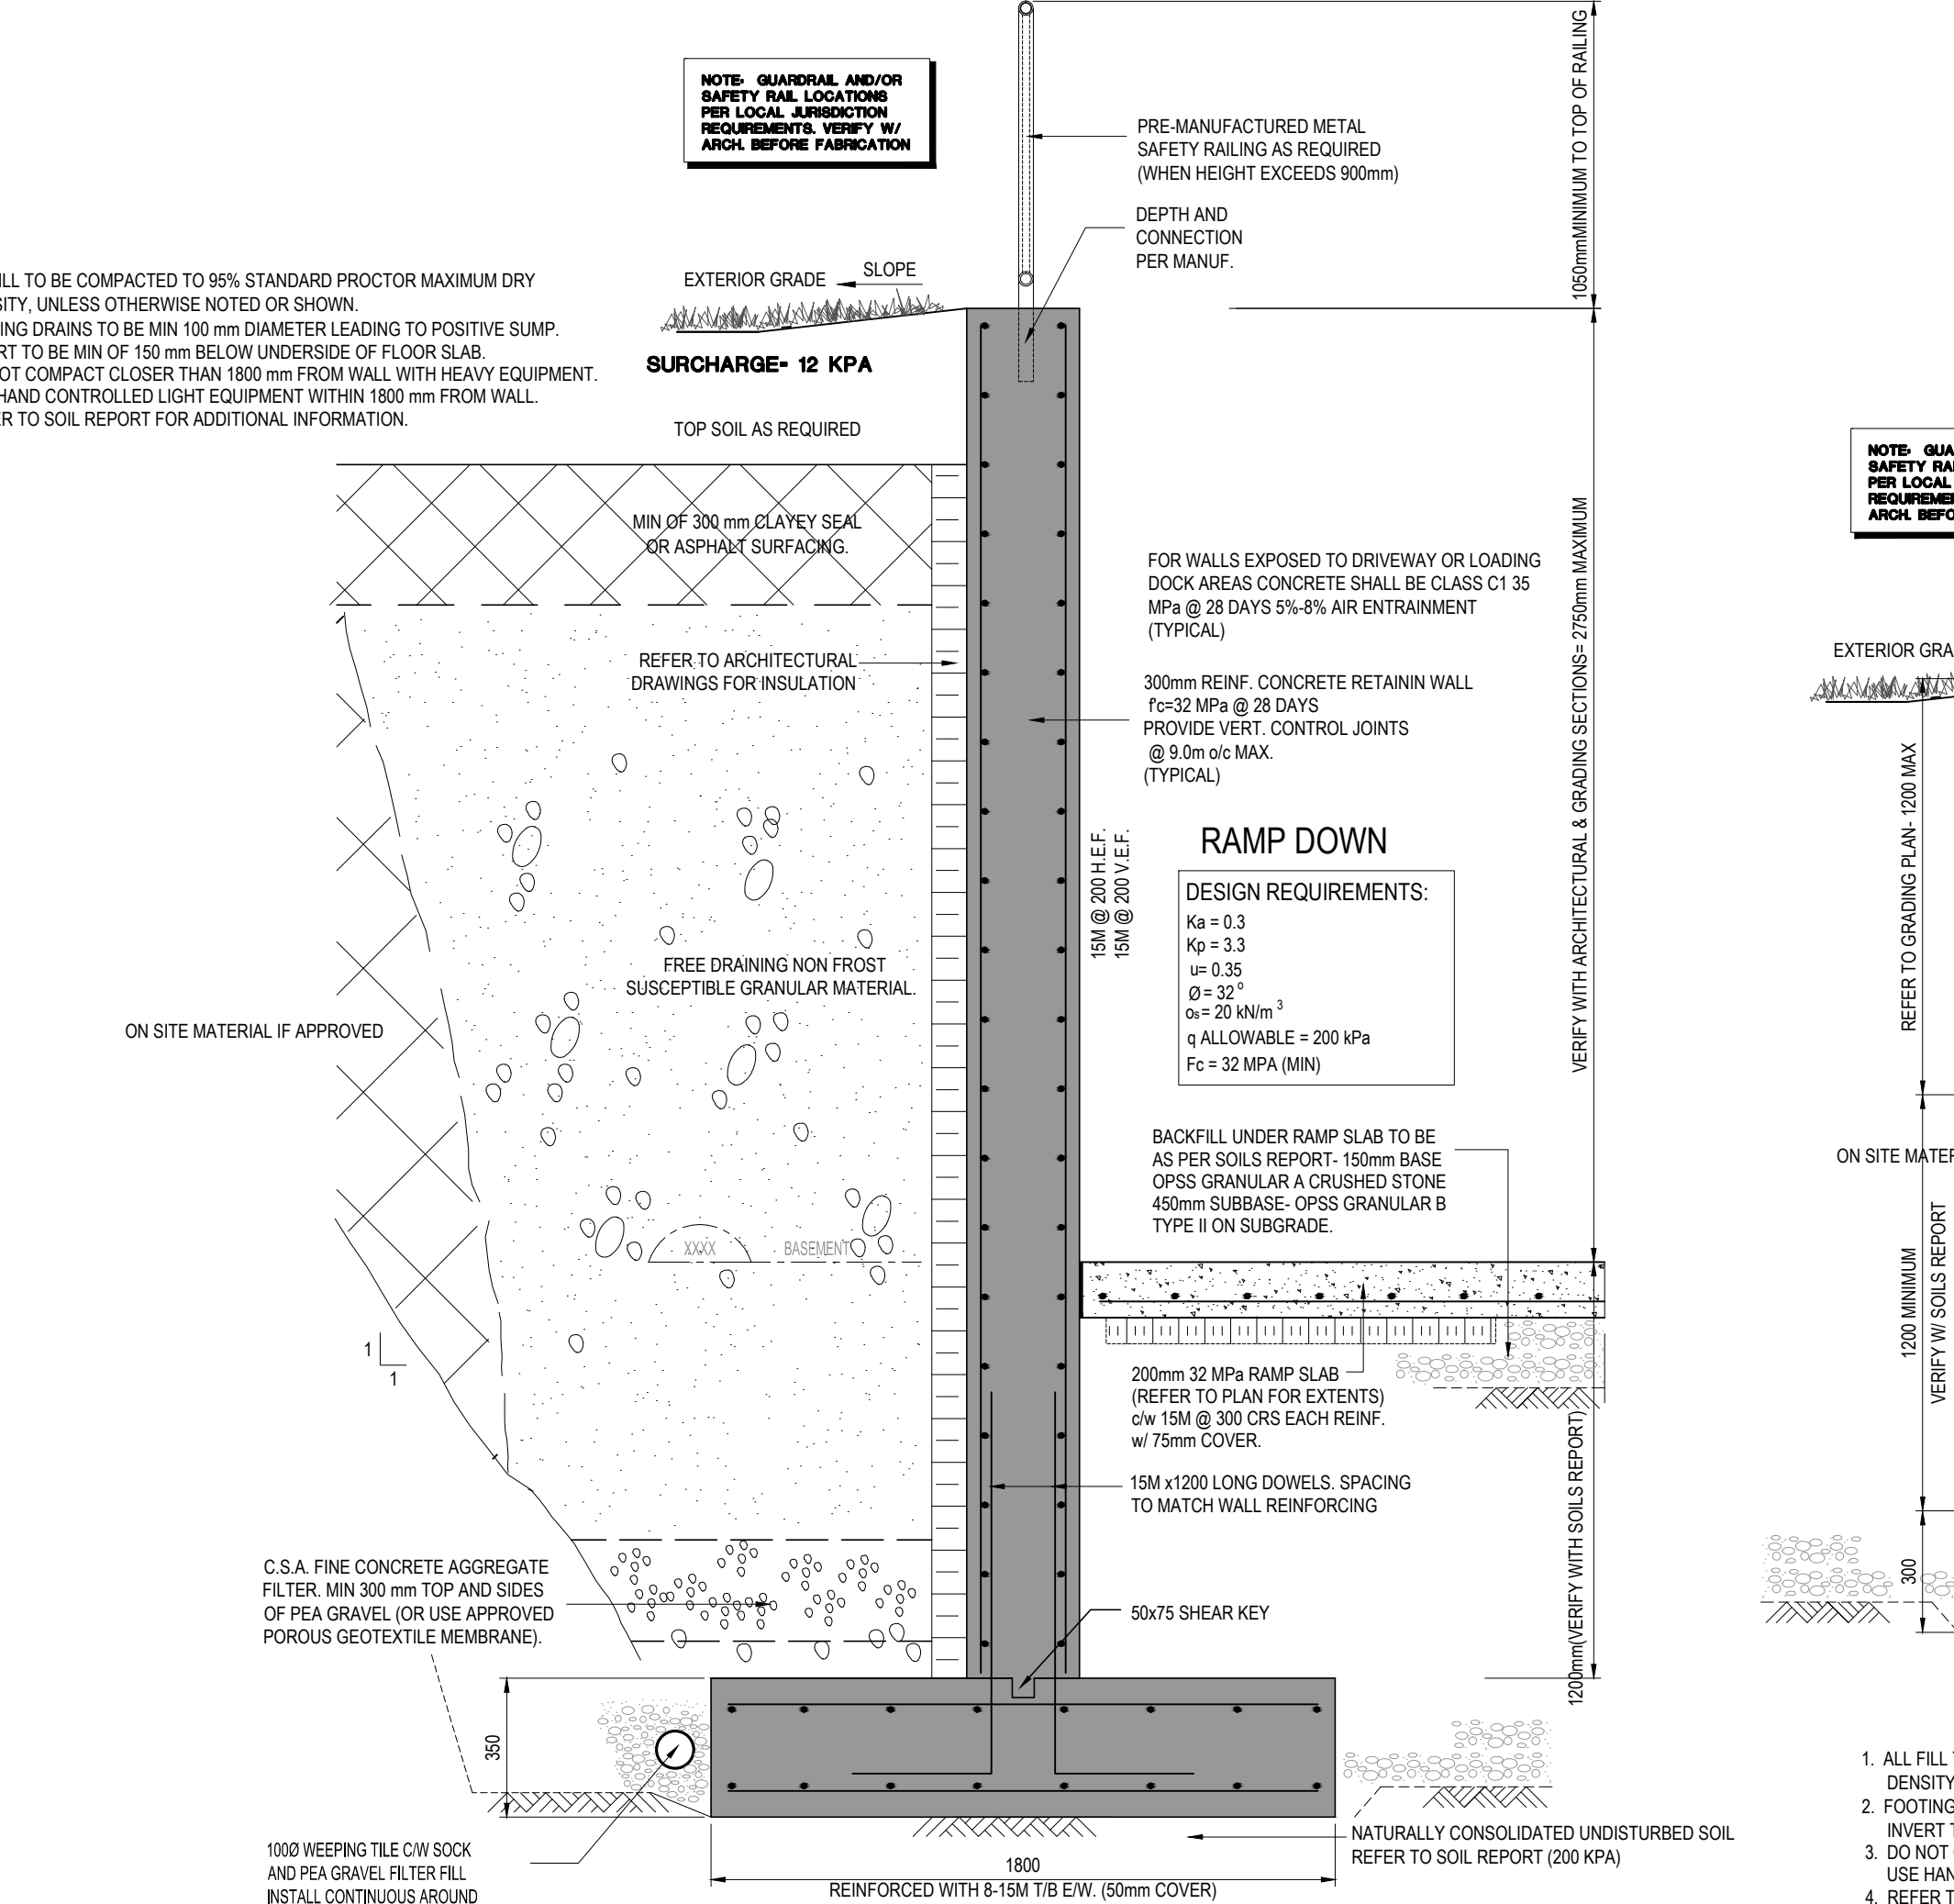 NOTE: GUARDRAIL AND/OR
SAFETY RAIL LOCATIONS
PER LOCAL JURISDICTION
REQUIREMENTS. VERIFY W/
ARCH. BEFORE FABRICATION
PRE-MANUFACTURED METAL
SAFETY RAILING AS REQUIRED
(WHEN HEIGHT EXCEEDS 900mm)
DEPTH AND
CONNECTION
PER MANUF.
1050mmMINIMUM TO TOP OF RAILING
ILL TO BE COMPACTED TO 95% STANDARD PROCTOR MAXIMUM DRY
SITY, UNLESS OTHERWISE NOTED OR SHOWN.
ING DRAINS TO BE MIN 100 mm DIAMETER LEADING TO POSITIVE SUMP.
RT TO BE MIN OF 150 mm BELOW UNDERSIDE OF FLOOR SLAB.
OT COMPACT CLOSER THAN 1800 mm FROM WALL WITH HEAVY EQUIPMENT.
HAND CONTROLLED LIGHT EQUIPMENT WITHIN 1800 mm FROM WALL.
ER TO SOIL REPORT FOR ADDITIONAL INFORMATION.
EXTERIOR GRADE
SLOPE
SURCHARGE= 12 KPA
TOP SOIL AS REQUIRED
MIN OF 300 mm CLAYEY SEAL
OR ASPHALT SURFACING.
REFER TO ARCHITECTURAL
DRAWINGS FOR INSULATION
FOR WALLS EXPOSED TO DRIVEWAY OR LOADING
DOCK AREAS CONCRETE SHALL BE CLASS C1 35
MPa @ 28 DAYS 5%-8% AIR ENTRAINMENT
(TYPICAL)
300mm REINF. CONCRETE RETAININ WALL
f'c=32 MPa @ 28 DAYS
PROVIDE VERT. CONTROL JOINTS
@ 9.0m o/c MAX.
(TYPICAL)
15M @ 200 H.E.F.
15M @ 200 V.E.F.
RAMP DOWN
DESIGN REQUIREMENTS:
Ka = 0.3
Kp = 3.3
u= 0.35
Ø = 32°
os = 20 kN/m³
q ALLOWABLE = 200 kPa
Fc = 32 MPA (MIN)
VERIFY WITH ARCHITECTURAL & GRADING SECTIONS= 2750mm MAXIMUM
FREE DRAINING NON FROST
SUSCEPTIBLE GRANULAR MATERIAL.
ON SITE MATERIAL IF APPROVED
BACKFILL UNDER RAMP SLAB TO BE
AS PER SOILS REPORT- 150mm BASE
OPSS GRANULAR A CRUSHED STONE
450mm SUBBASE- OPSS GRANULAR B
TYPE II ON SUBGRADE.
XXXX
BASEMENT
1
1
200mm 32 MPa RAMP SLAB
(REFER TO PLAN FOR EXTENTS)
c/w 15M @ 300 CRS EACH REINF.
w/ 75mm COVER.
15M x1200 LONG DOWELS. SPACING
TO MATCH WALL REINFORCING
1200mm(VERIFY WITH SOILS REPORT)
C.S.A. FINE CONCRETE AGGREGATE
FILTER. MIN 300 mm TOP AND SIDES
OF PEA GRAVEL (OR USE APPROVED
POROUS GEOTEXTILE MEMBRANE).
50x75 SHEAR KEY
350
100Ø WEEPING TILE C/W SOCK
AND PEA GRAVEL FILTER FILL
INSTALL CONTINUOUS AROUND
1800
REINFORCED WITH 8-15M T/B E/W. (50mm COVER)
NATURALLY CONSOLIDATED UNDISTURBED SOIL
REFER TO SOIL REPORT (200 KPA)
NOTE: GUA
SAFETY RAI
PER LOCAL
REQUIREME
ARCH. BEFO
EXTERIOR GRA
REFER TO GRADING PLAN- 1200 MAX
ON SITE MATER
1200 MINIMUM
VERIFY W/ SOILS REPORT
300
1. ALL FILL T
DENSITY
2. FOOTING
INVERT T
3. DO NOT
USE HAN
4. REFER T